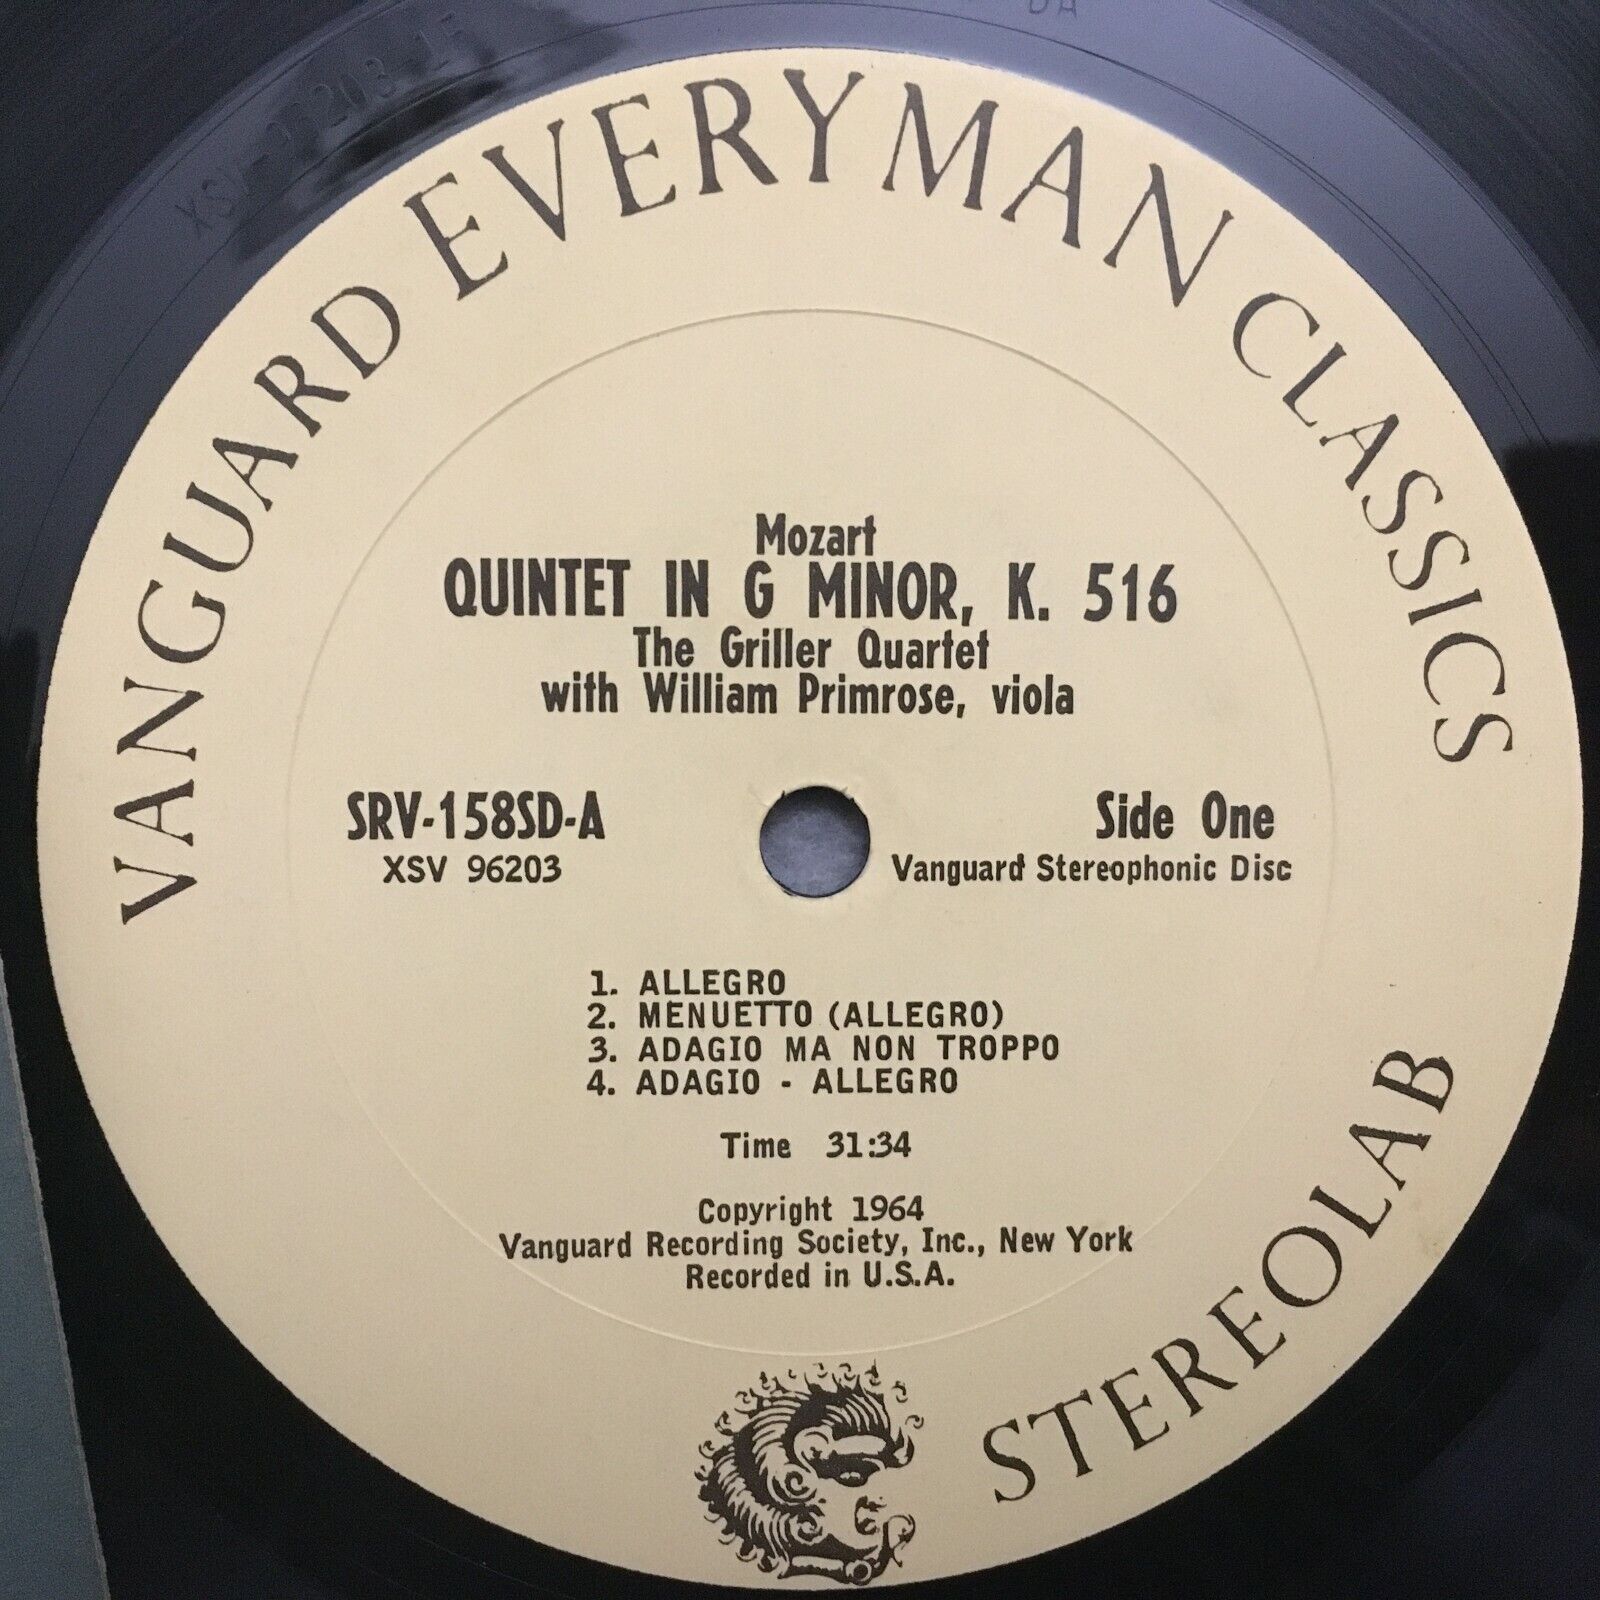 VANGUARD EVERYMAN CLASSICS
Mozart
QUINTET IN G MINOR, K. 516
The Griller Quartet
with William Primrose, viola
SRV-158SD-A
XSV 96203
Side One
Vanguard Stereophonic Disc
1. ALLEGRO
2. MENUETTO (ALLEGRO)
3. ADAGIO MA NON TROPPO
4. ADAGIO - ALLEGRO
Time 31:34
Copyright 1964
Vanguard Recording Society, Inc., New York
Recorded in U.S.A.
STEREOLAB